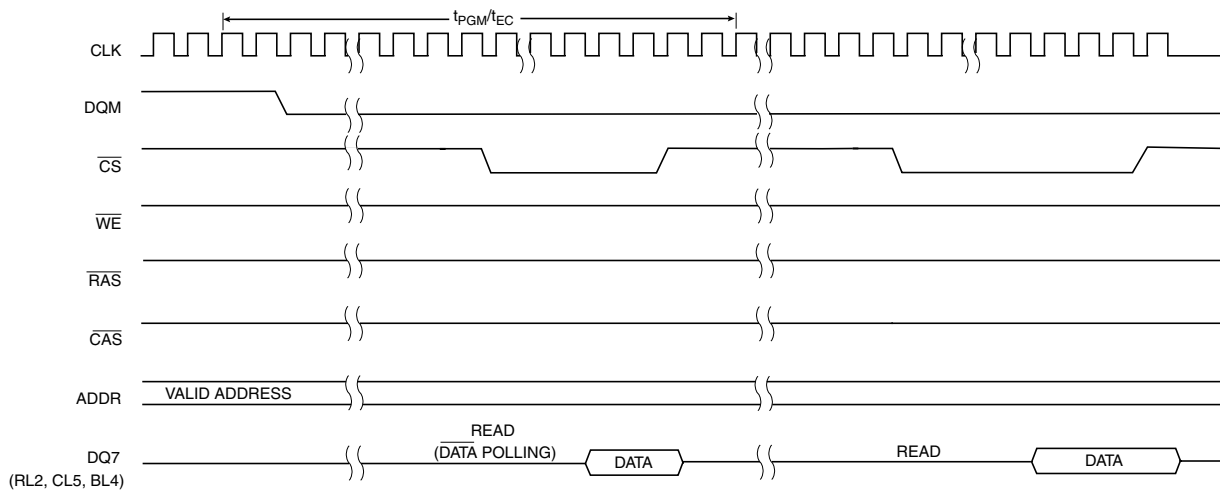 tPGM/tEC
CLK
DQM
CS
WE
RAS
CAS
ADDR
VALID ADDRESS
READ
(DATA POLLING)
DQ7
(RL2, CL5, BL4)
DATA
READ
DATA